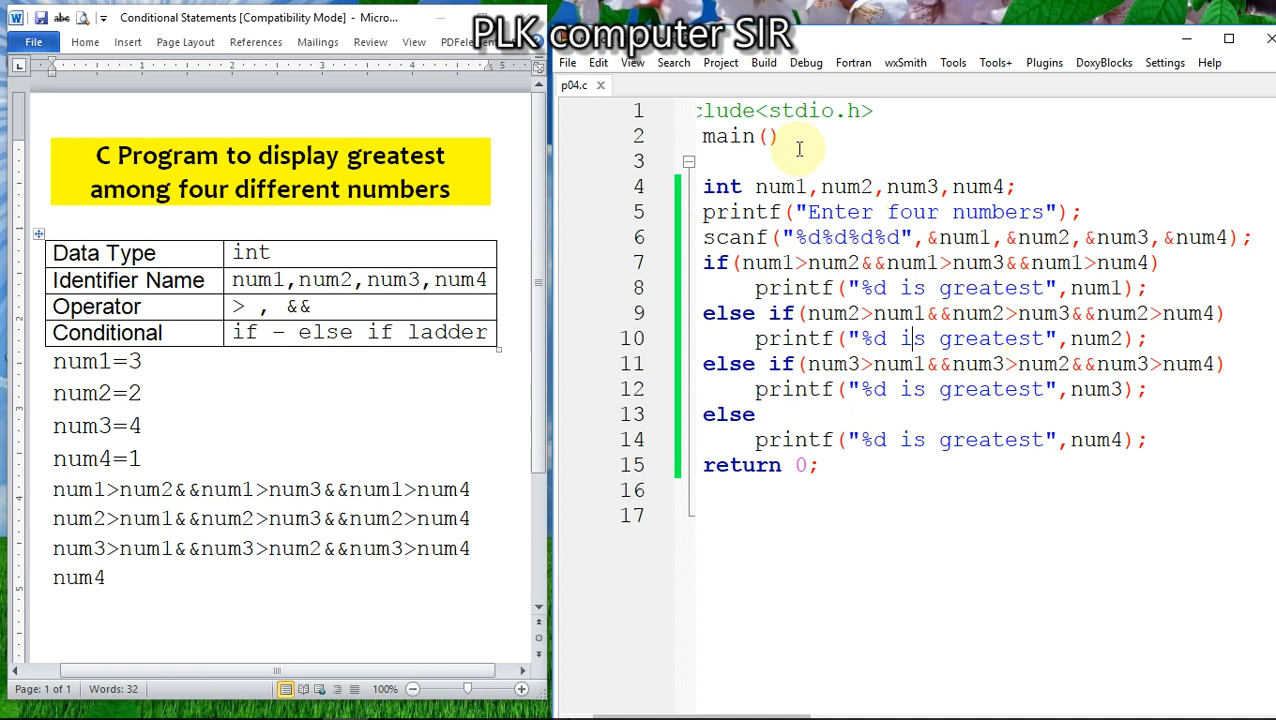 Conditional Statements [Compatibility Mode] - Micro...
PLK computer SIR
File Home Insert Page Layout References Mailings Review View PDFelement
File Edit View Search Project Build Debug Fortran wxSmith Tools Tools+ Plugins DoxyBlocks Settings Help
p04.c
C Program to display greatest
among four different numbers
Data Type int
Identifier Name num1,num2,num3,num4
Operator > , &&
Conditional if – else if ladder
num1=3
num2=2
num3=4
num4=1
num1>num2&&num1>num3&&num1>num4
num2>num1&&num2>num3&&num2>num4
num3>num1&&num3>num2&&num3>num4
num4
Page: 1 of 1 Words: 32 100%
1 clude<stdio.h>
2 main()
3
4 int num1,num2,num3,num4;
5 printf("Enter four numbers");
6 scanf("%d%d%d%d",&num1,&num2,&num3,&num4);
7 if(num1>num2&&num1>num3&&num1>num4)
8 printf("%d is greatest",num1);
9 else if(num2>num1&&num2>num3&&num2>num4)
10 printf("%d is greatest",num2);
11 else if(num3>num1&&num3>num2&&num3>num4)
12 printf("%d is greatest",num3);
13 else
14 printf("%d is greatest",num4);
15 return 0;
16
17